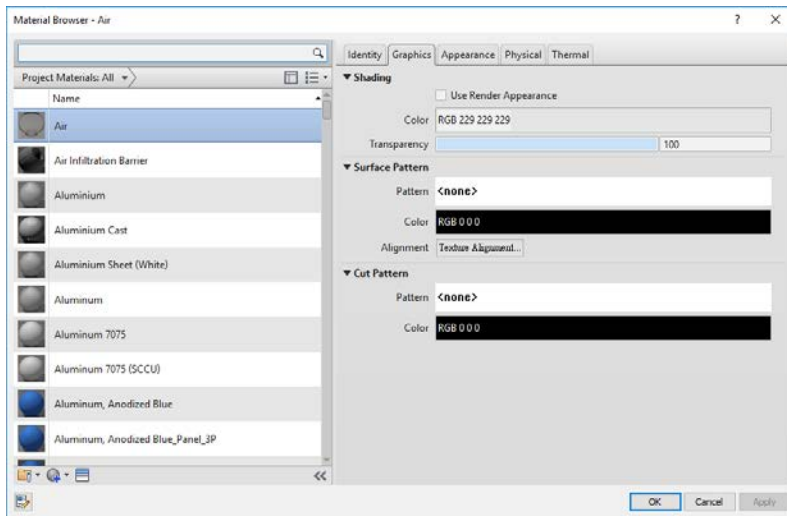 Material Browser - Air
Identity Graphics Appearance Physical Thermal
Project Materials: All
Name
Air
Air Infiltration Barrier
Aluminium
Aluminium Cast
Aluminium Sheet (White)
Aluminum
Aluminum 7075
Aluminum 7075 (SCCU)
Aluminum, Anodized Blue
Aluminum, Anodized Blue_Panel_3P
Shading
Use Render Appearance
Color RGB 229 229 229
Transparency 100
Surface Pattern
Pattern <none>
Color RGB 0 0 0
Alignment Texture Alignment...
Cut Pattern
Pattern <none>
Color RGB 0 0 0
OK Cancel Apply